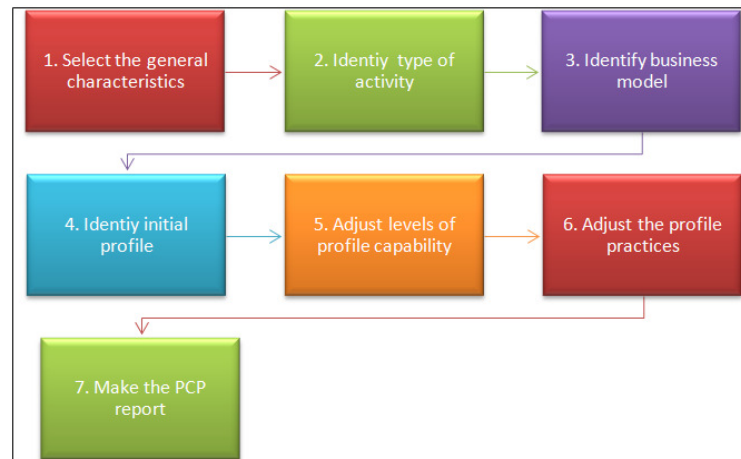 1. Select the general
characteristics
2. Identiy type of
activity
3. Identify business
model
4. Identiy initial
profile
5. Adjust levels of
profile capability
6. Adjust the profile
practices
7. Make the PCP
report